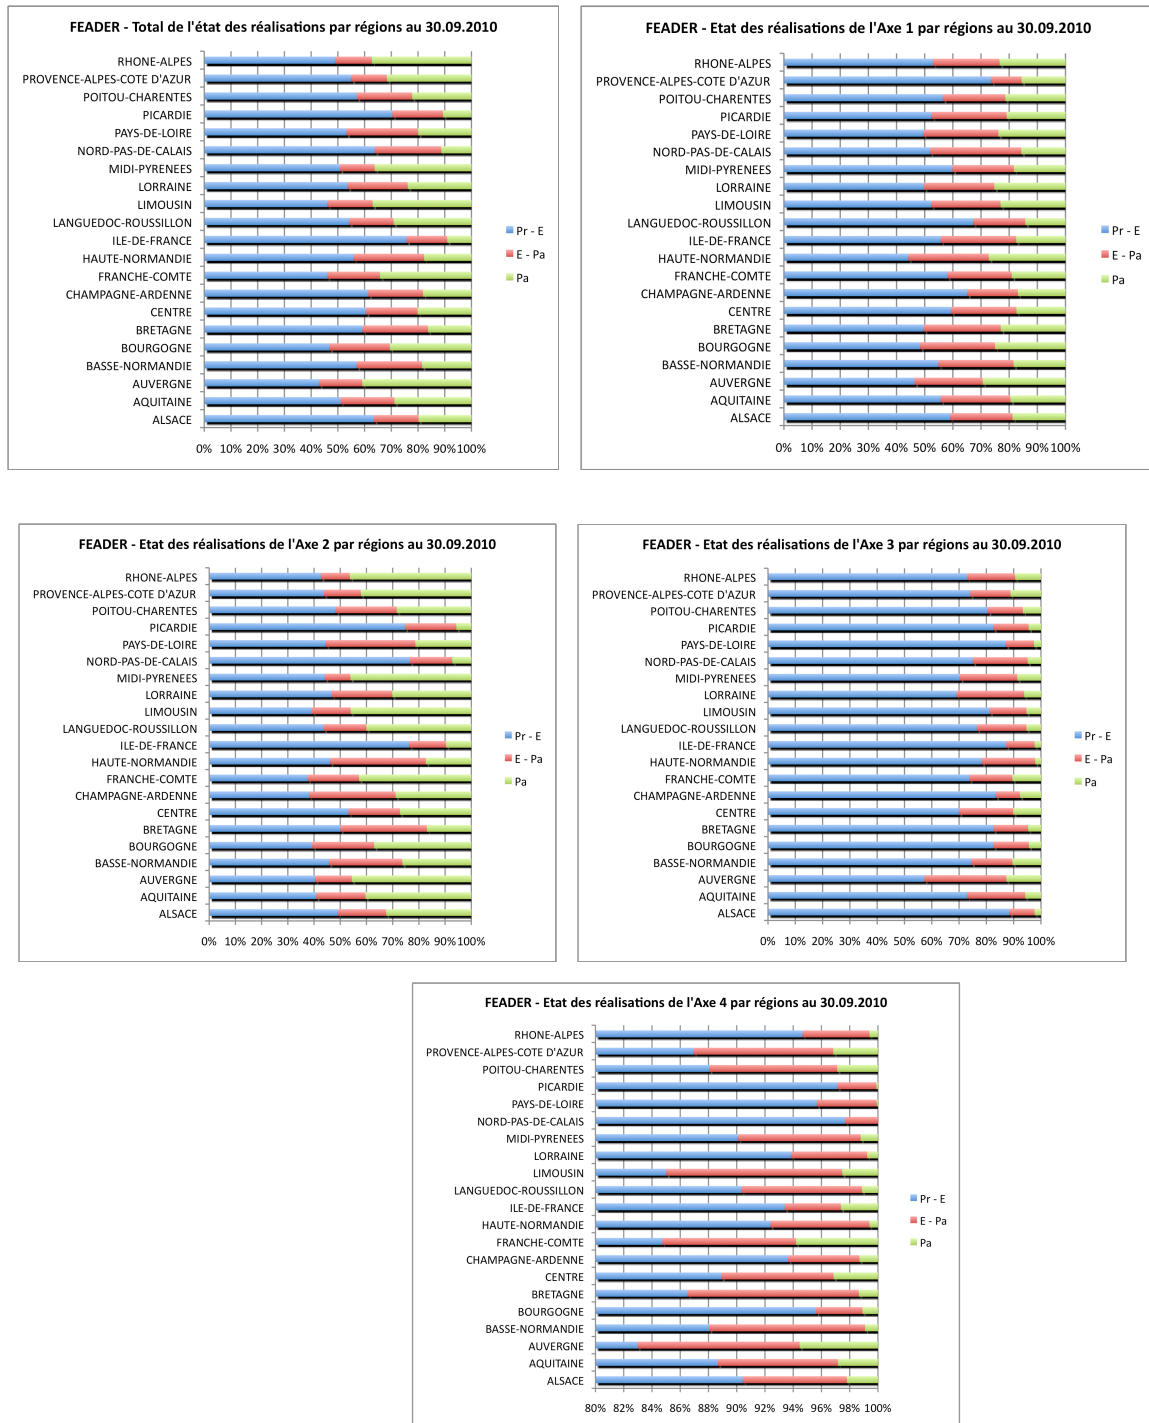 FEADER - Total de l'état des réalisations par régions au 30.09.2010
RHONE-ALPES
PROVENCE-ALPES-COTE D'AZUR
POITOU-CHARENTES
PICARDIE
PAYS-DE-LOIRE
NORD-PAS-DE-CALAIS
MIDI-PYRENEES
LORRAINE
LIMOUSIN
LANGUEDOC-ROUSSILLON
ILE-DE-FRANCE
HAUTE-NORMANDIE
FRANCHE-COMTE
CHAMPAGNE-ARDENNE
CENTRE
BRETAGNE
BOURGOGNE
BASSE-NORMANDIE
AUVERGNE
AQUITAINE
ALSACE
0% 10% 20% 30% 40% 50% 60% 70% 80% 90% 100%
Pr - E
E - Pa
Pa
FEADER - Etat des réalisations de l'Axe 1 par régions au 30.09.2010
RHONE-ALPES
PROVENCE-ALPES-COTE D'AZUR
POITOU-CHARENTES
PICARDIE
PAYS-DE-LOIRE
NORD-PAS-DE-CALAIS
MIDI-PYRENEES
LORRAINE
LIMOUSIN
LANGUEDOC-ROUSSILLON
ILE-DE-FRANCE
HAUTE-NORMANDIE
FRANCHE-COMTE
CHAMPAGNE-ARDENNE
CENTRE
BRETAGNE
BOURGOGNE
BASSE-NORMANDIE
AUVERGNE
AQUITAINE
ALSACE
0% 10% 20% 30% 40% 50% 60% 70% 80% 90% 100%
Pr - E
E - Pa
Pa
FEADER - Etat des réalisations de l'Axe 2 par régions au 30.09.2010
RHONE-ALPES
PROVENCE-ALPES-COTE D'AZUR
POITOU-CHARENTES
PICARDIE
PAYS-DE-LOIRE
NORD-PAS-DE-CALAIS
MIDI-PYRENEES
LORRAINE
LIMOUSIN
LANGUEDOC-ROUSSILLON
ILE-DE-FRANCE
HAUTE-NORMANDIE
FRANCHE-COMTE
CHAMPAGNE-ARDENNE
CENTRE
BRETAGNE
BOURGOGNE
BASSE-NORMANDIE
AUVERGNE
AQUITAINE
ALSACE
0% 10% 20% 30% 40% 50% 60% 70% 80% 90% 100%
Pr - E
E - Pa
Pa
FEADER - Etat des réalisations de l'Axe 3 par régions au 30.09.2010
RHONE-ALPES
PROVENCE-ALPES-COTE D'AZUR
POITOU-CHARENTES
PICARDIE
PAYS-DE-LOIRE
NORD-PAS-DE-CALAIS
MIDI-PYRENEES
LORRAINE
LIMOUSIN
LANGUEDOC-ROUSSILLON
ILE-DE-FRANCE
HAUTE-NORMANDIE
FRANCHE-COMTE
CHAMPAGNE-ARDENNE
CENTRE
BRETAGNE
BOURGOGNE
BASSE-NORMANDIE
AUVERGNE
AQUITAINE
ALSACE
0% 10% 20% 30% 40% 50% 60% 70% 80% 90% 100%
Pr - E
E - Pa
Pa
FEADER - Etat des réalisations de l'Axe 4 par régions au 30.09.2010
RHONE-ALPES
PROVENCE-ALPES-COTE D'AZUR
POITOU-CHARENTES
PICARDIE
PAYS-DE-LOIRE
NORD-PAS-DE-CALAIS
MIDI-PYRENEES
LORRAINE
LIMOUSIN
LANGUEDOC-ROUSSILLON
ILE-DE-FRANCE
HAUTE-NORMANDIE
FRANCHE-COMTE
CHAMPAGNE-ARDENNE
CENTRE
BRETAGNE
BOURGOGNE
BASSE-NORMANDIE
AUVERGNE
AQUITAINE
ALSACE
80% 82% 84% 86% 88% 90% 92% 94% 96% 98% 100%
Pr - E
E - Pa
Pa